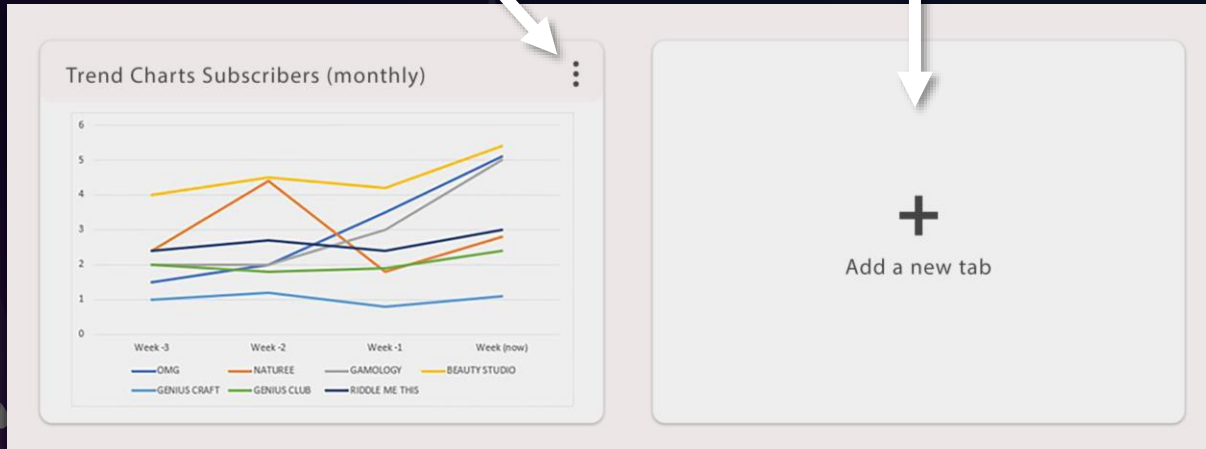 Trend Charts Subscribers (monthly)
6
5
4
3
2
1
0
Week -3 Week -2 Week -1 Week (now)
OMG NATUREE GAMOLOGY BEAUTY STUDIO
GENIUS CRAFT GENIUS CLUB RIDDLE ME THIS
Add a new tab